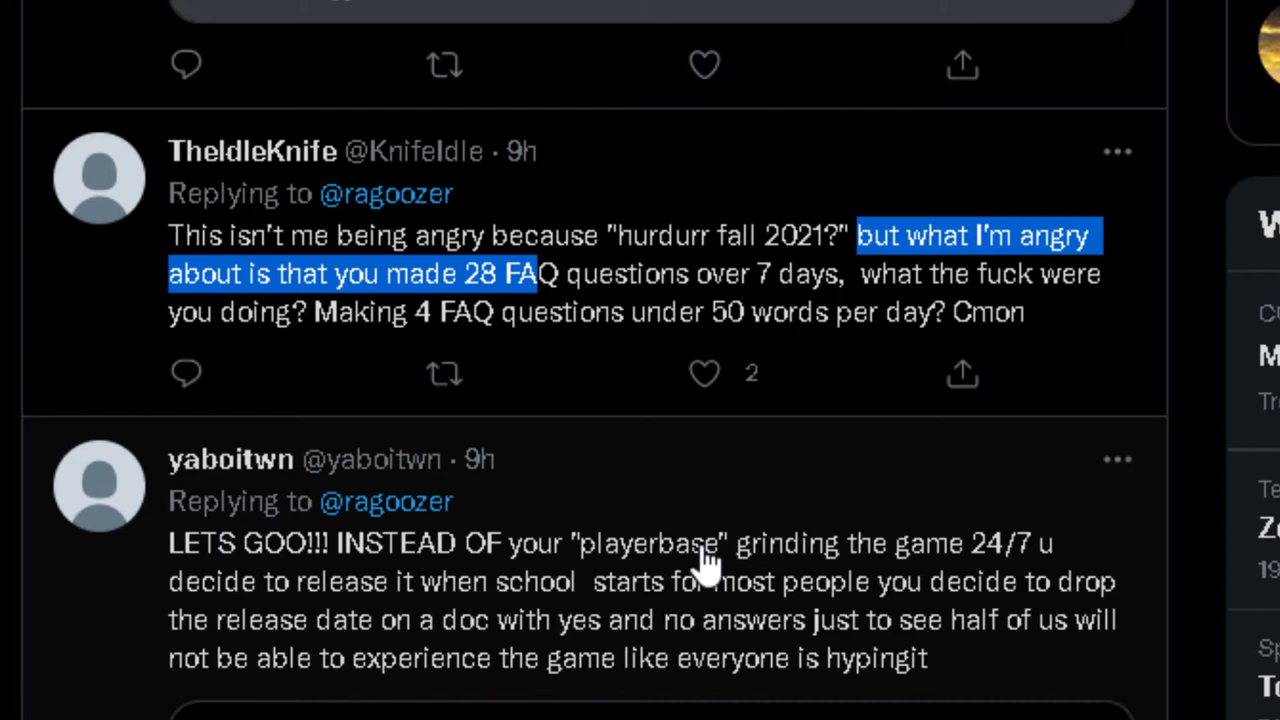 TheIdleKnife @KnifeIdle · 9h
Replying to @ragoozer
This isn't me being angry because "hurdurr fall 2021?" but what I'm angry
about is that you made 28 FAQ questions over 7 days,  what the fuck were
you doing? Making 4 FAQ questions under 50 words per day? Cmon
2
yaboitwn @yaboitwn · 9h
Replying to @ragoozer
LETS GOO!!! INSTEAD OF your "playerbase" grinding the game 24/7 u
decide to release it when school  starts for most people you decide to drop
the release date on a doc with yes and no answers just to see half of us will
not be able to experience the game like everyone is hypingit